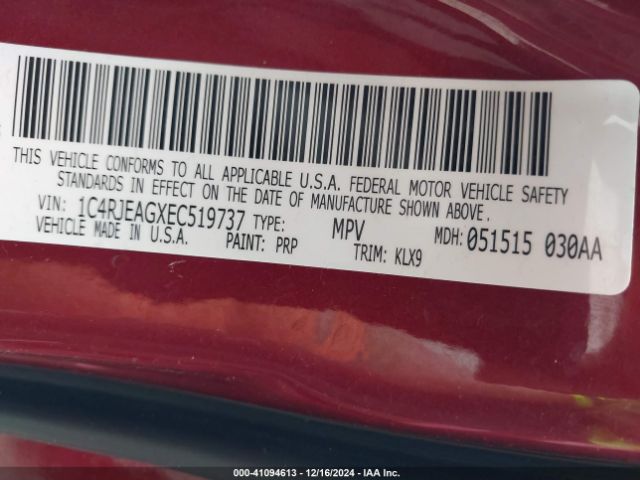 THIS VEHICLE CONFORMS TO ALL APPLICABLE U.S.A. FEDERAL MOTOR VEHICLE SAFETY
STANDARDS IN EFFECT ON THE DATE OF MANUFACTURE SHOWN ABOVE.
VIN: 1C4RJEAGXEC519737 TYPE: MPV MDH: 051515 030AA
VEHICLE MADE IN U.S.A. PAINT: PRP TRIM: KLX9
000-41094613 - 12/16/2024 - IAA Inc.